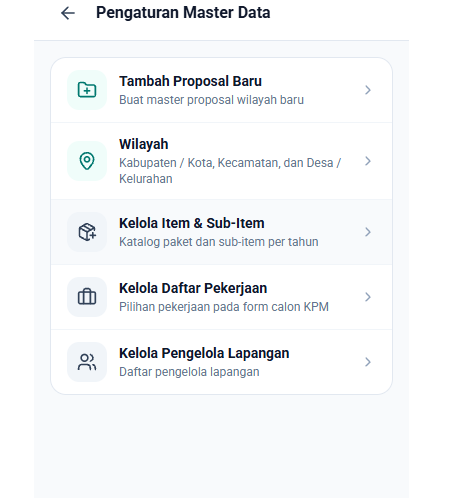 Pengaturan Master Data
Tambah Proposal Baru
Buat master proposal wilayah baru
Wilayah
Kabupaten / Kota, Kecamatan, dan Desa /
Kelurahan
Kelola Item & Sub-Item
Katalog paket dan sub-item per tahun
Kelola Daftar Pekerjaan
Pilihan pekerjaan pada form calon KPM
Kelola Pengelola Lapangan
Daftar pengelola lapangan